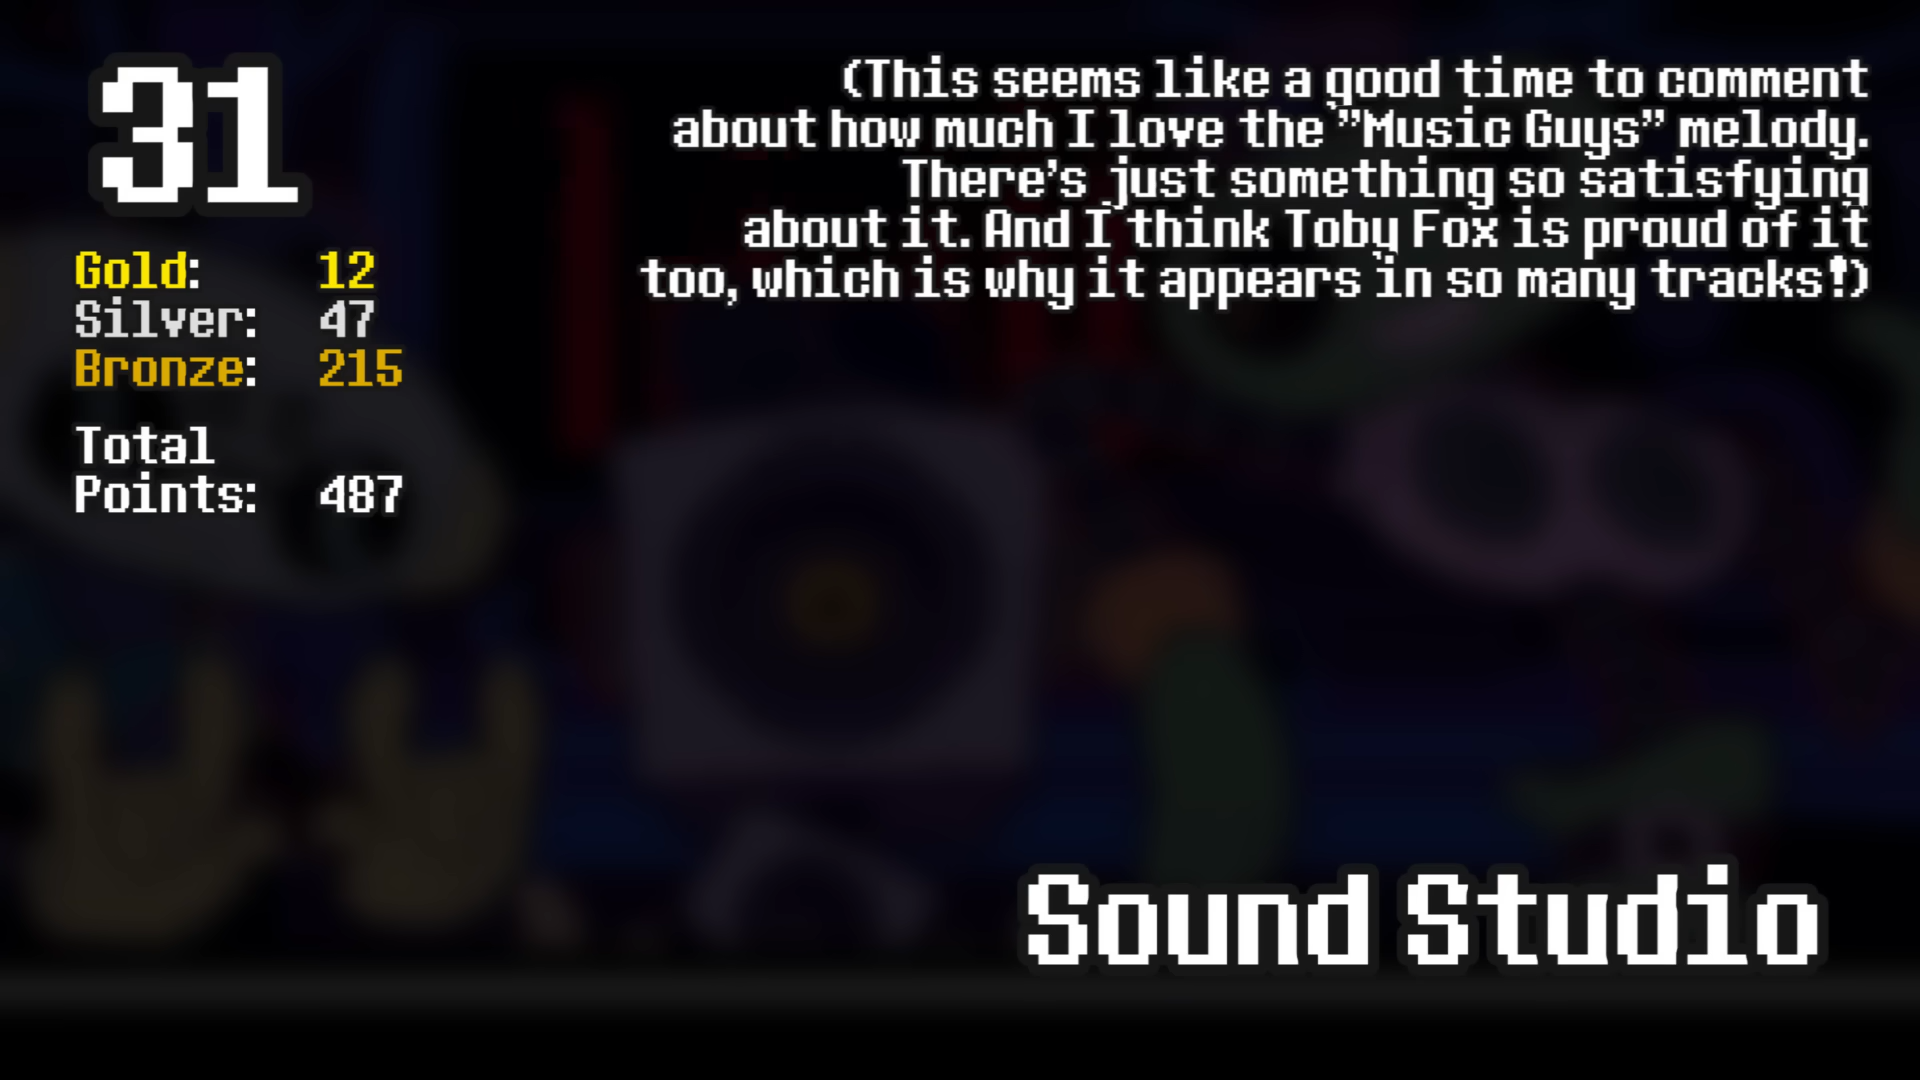 31
Gold: 12
Silver: 47
Bronze: 215
Total
Points: 487
(This seems like a good time to comment
about how much I love the "Music Guys" melody.
There's just something so satisfying
about it. And I think Toby Fox is proud of it
too, which is why it appears in so many tracks!)
Sound Studio